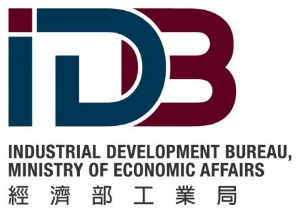 iDB
INDUSTRIAL DEVELOPMENT BUREAU,
MINISTRY OF ECONOMIC AFFAIRS
經濟部工業局